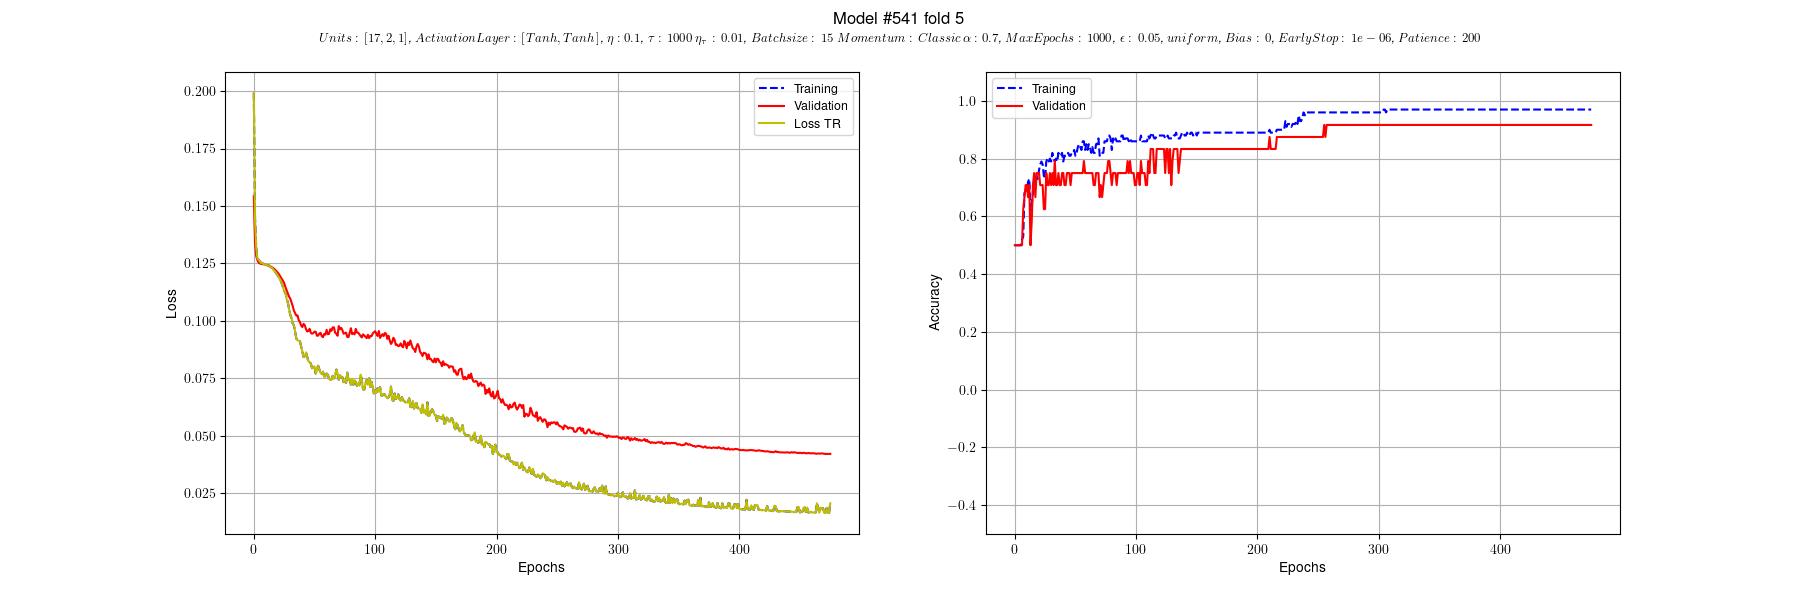 Model #541 fold 5
Units : [17, 2, 1], ActivationLayer : [Tanh, Tanh], η : 0.1, τ : 1000 ητ : 0.01, Batchsize : 15 Momentum : Classic α : 0.7, MaxEpochs : 1000, ϵ : 0.05, uniform, Bias : 0, EarlyStop : 1e − 06, Patience : 200
Training
Validation
Loss TR
0.200
0.175
0.150
0.125
0.100
0.075
0.050
0.025
Loss
0
100
200
300
400
Epochs
Training
Validation
1.0
0.8
0.6
0.4
0.2
0.0
−0.2
−0.4
Accuracy
0
100
200
300
400
Epochs